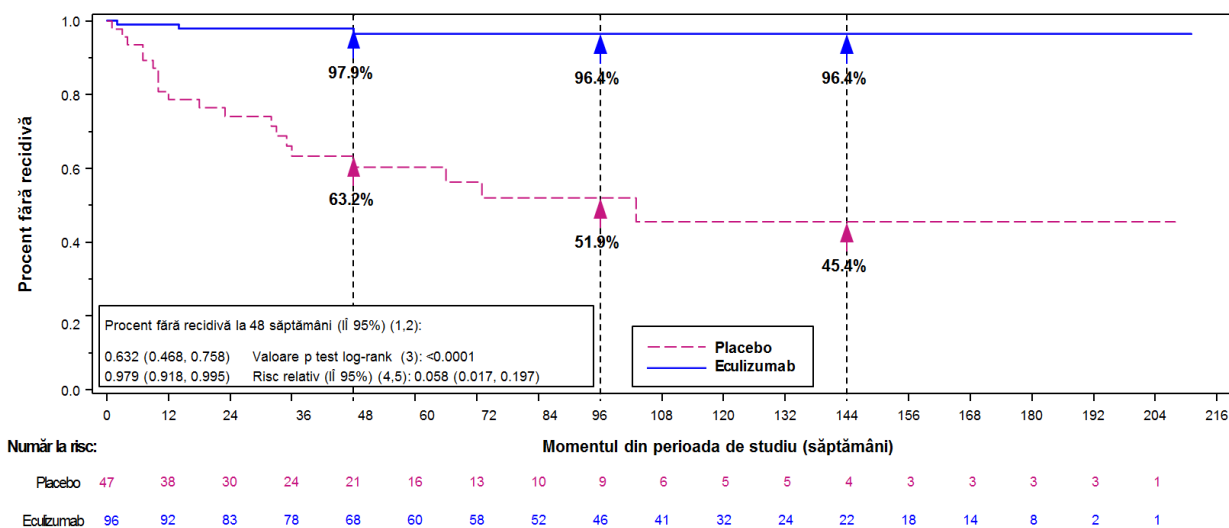 1.0
0.8
0.6
0.4
0.2
0.0
Procent fără recidivă
97.9%
96.4%
96.4%
63.2%
51.9%
45.4%
Procent fără recidivă la 48 săptămâni (IÎ 95%) (1,2):
0.632 (0.468, 0.758) Valoare p test log-rank (3): <0.0001
0.979 (0.918, 0.995) Risc relativ (IÎ 95%) (4,5): 0.058 (0.017, 0.197)
Placebo
Eculizumab
0 12 24 36 48 60 72 84 96 108 120 132 144 156 168 180 192 204 216
Număr la risc: Momentul din perioada de studiu (săptămâni)
Placebo 47 38 30 24 21 16 13 10 9 6 5 5 4 3 3 3 3 1
Eculizumab 96 92 83 78 68 60 58 52 46 41 32 24 22 18 14 8 2 1